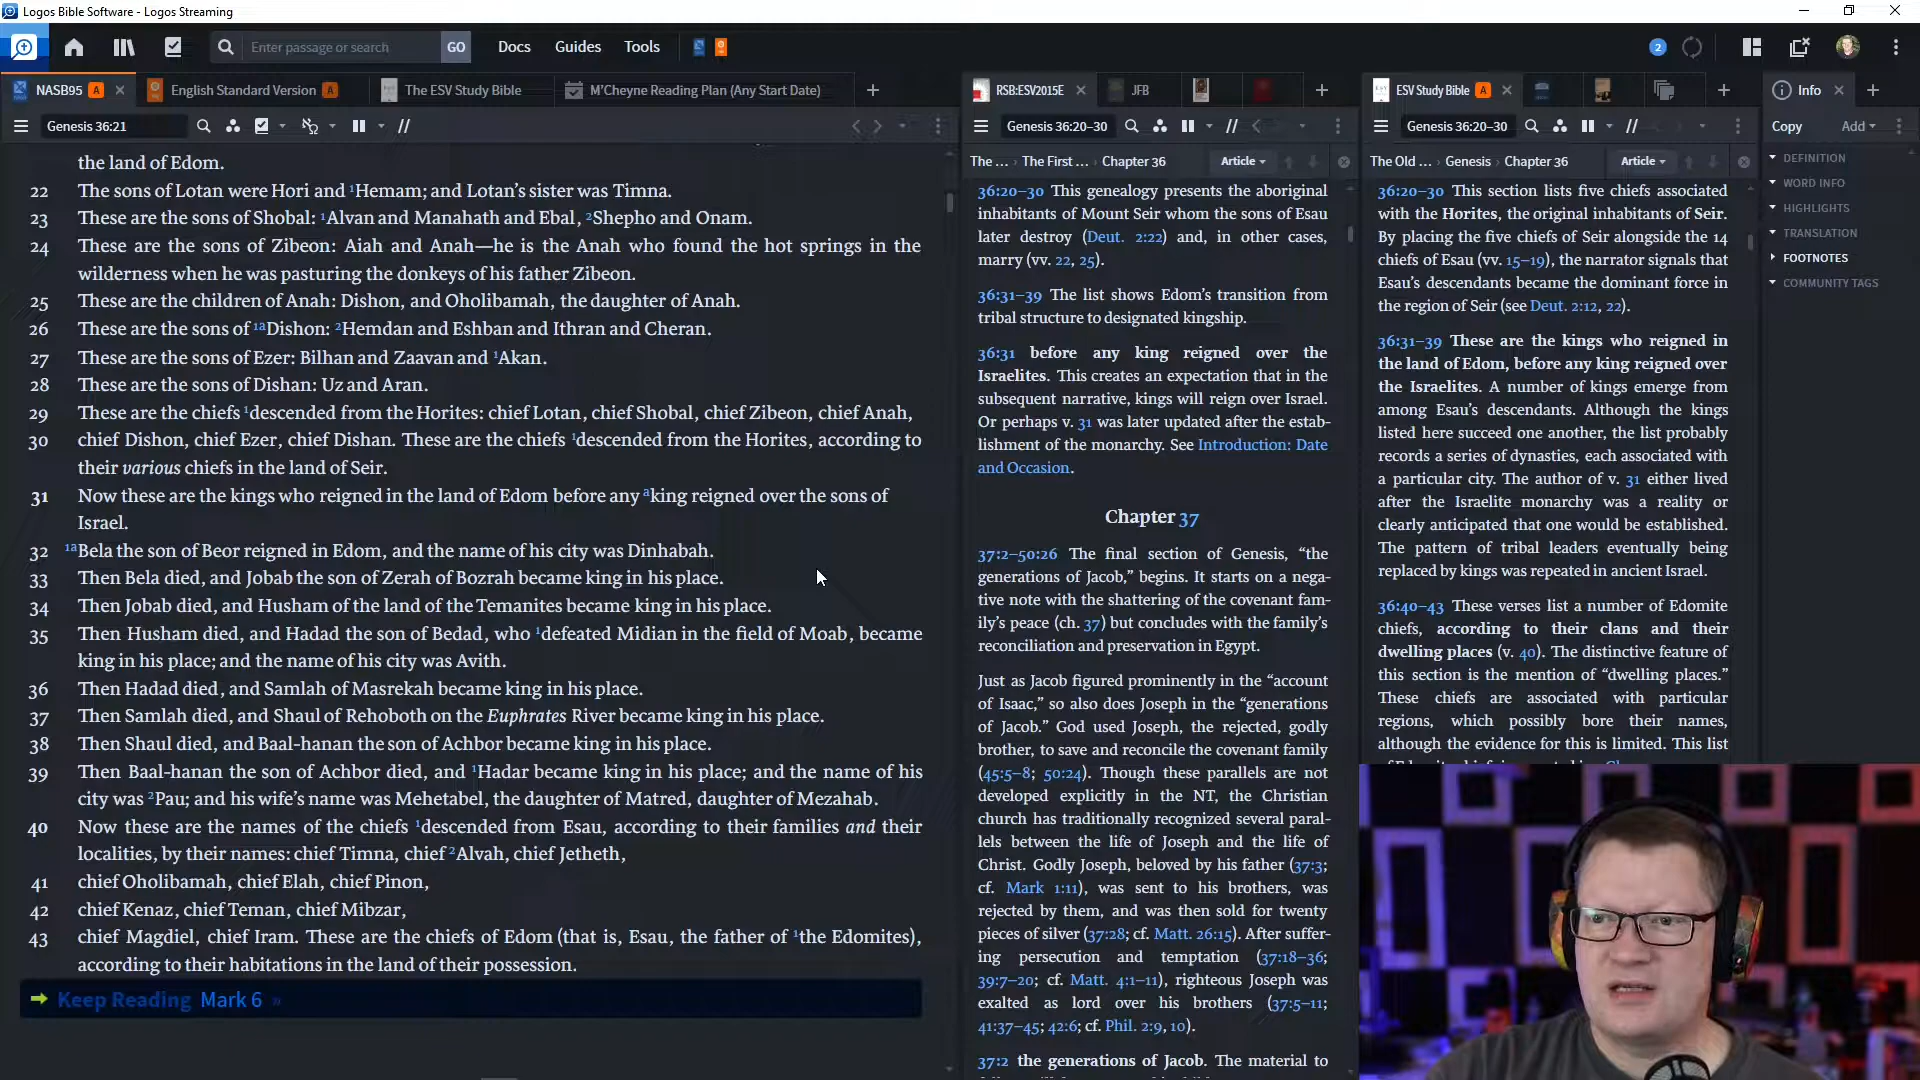 Logos Bible Software - Logos Streaming
Enter passage or search
GO
Docs
Guides
Tools
2
NASB95 A
English Standard Version A
The ESV Study Bible
M'Cheyne Reading Plan (Any Start Date)
Genesis 36:21
the land of Edom.
22 The sons of Lotan were Hori and 1Hemam; and Lotan's sister was Timna.
23 These are the sons of Shobal: 1Alvan and Manahath and Ebal, 2Shepho and Onam.
24 These are the sons of Zibeon: Aiah and Anah—he is the Anah who found the hot springs in the
wilderness when he was pasturing the donkeys of his father Zibeon.
25 These are the children of Anah: Dishon, and Oholibamah, the daughter of Anah.
26 These are the sons of 1aDishon: 2Hemdan and Eshban and Ithran and Cheran.
27 These are the sons of Ezer: Bilhan and Zaavan and 1Akan.
28 These are the sons of Dishan: Uz and Aran.
29 These are the chiefs 1descended from the Horites: chief Lotan, chief Shobal, chief Zibeon, chief Anah,
30 chief Dishon, chief Ezer, chief Dishan. These are the chiefs 1descended from the Horites, according to
their various chiefs in the land of Seir.
31 Now these are the kings who reigned in the land of Edom before any aking reigned over the sons of
Israel.
32 1aBela the son of Beor reigned in Edom, and the name of his city was Dinhabah.
33 Then Bela died, and Jobab the son of Zerah of Bozrah became king in his place.
34 Then Jobab died, and Husham of the land of the Temanites became king in his place.
35 Then Husham died, and Hadad the son of Bedad, who 1defeated Midian in the field of Moab, became
king in his place; and the name of his city was Avith.
36 Then Hadad died, and Samlah of Masrekah became king in his place.
37 Then Samlah died, and Shaul of Rehoboth on the Euphrates River became king in his place.
38 Then Shaul died, and Baal-hanan the son of Achbor became king in his place.
39 Then Baal-hanan the son of Achbor died, and 1Hadar became king in his place; and the name of his
city was 2Pau; and his wife's name was Mehetabel, the daughter of Matred, daughter of Mezahab.
40 Now these are the names of the chiefs 1descended from Esau, according to their families and their
localities, by their names: chief Timna, chief 2Alvah, chief Jetheth,
41 chief Oholibamah, chief Elah, chief Pinon,
42 chief Kenaz, chief Teman, chief Mibzar,
43 chief Magdiel, chief Iram. These are the chiefs of Edom (that is, Esau, the father of 1the Edomites),
according to their habitations in the land of their possession.
Keep Reading Mark 6 »
RSB:ESV2015E
JFB
Genesis 36:20–30
The ... › The First ... › Chapter 36
Article
36:20–30 This genealogy presents the aboriginal
inhabitants of Mount Seir whom the sons of Esau
later destroy (Deut. 2:22) and, in other cases,
marry (vv. 22, 25).
36:31–39 The list shows Edom's transition from
tribal structure to designated kingship.
36:31 before any king reigned over the
Israelites. This creates an expectation that in the
subsequent narrative, kings will reign over Israel.
Or perhaps v. 31 was later updated after the estab-
lishment of the monarchy. See Introduction: Date
and Occasion.
Chapter 37
37:2–50:26 The final section of Genesis, “the
generations of Jacob,” begins. It starts on a nega-
tive note with the shattering of the covenant fam-
ily's peace (ch. 37) but concludes with the family's
reconciliation and preservation in Egypt.
Just as Jacob figured prominently in the “account
of Isaac,” so also does Joseph in the “generations
of Jacob.” God used Joseph, the rejected, godly
brother, to save and reconcile the covenant family
(45:5–8; 50:24). Though these parallels are not
developed explicitly in the NT, the Christian
church has traditionally recognized several paral-
lels between the life of Joseph and the life of
Christ. Godly Joseph, beloved by his father (37:3;
cf. Mark 1:11), was sent to his brothers, was
rejected by them, and was then sold for twenty
pieces of silver (37:28; cf. Matt. 26:15). After suffer-
ing persecution and temptation (37:18–36;
39:7–20; cf. Matt. 4:1–11), righteous Joseph was
exalted as lord over his brothers (37:5–11;
41:37–45; 42:6; cf. Phil. 2:9, 10).
37:2 the generations of Jacob. The material to
ESV Study Bible A
Genesis 36:20–30
The Old ... › Genesis › Chapter 36
Article
36:20–30 This section lists five chiefs associated
with the Horites, the original inhabitants of Seir.
By placing the five chiefs of Seir alongside the 14
chiefs of Esau (vv. 15–19), the narrator signals that
Esau's descendants became the dominant force in
the region of Seir (see Deut. 2:12, 22).
36:31–39 These are the kings who reigned in
the land of Edom, before any king reigned over
the Israelites. A number of kings emerge from
among Esau's descendants. Although the kings
listed here succeed one another, the list probably
records a series of dynasties, each associated with
a particular city. The author of v. 31 either lived
after the Israelite monarchy was a reality or
clearly anticipated that one would be established.
The pattern of tribal leaders eventually being
replaced by kings was repeated in ancient Israel.
36:40–43 These verses list a number of Edomite
chiefs, according to their clans and their
dwelling places (v. 40). The distinctive feature of
this section is the mention of “dwelling places.”
These chiefs are associated with particular
regions, which possibly bore their names,
although the evidence for this is limited. This list
Info
Copy
Add
DEFINITION
WORD INFO
HIGHLIGHTS
TRANSLATION
FOOTNOTES
COMMUNITY TAGS